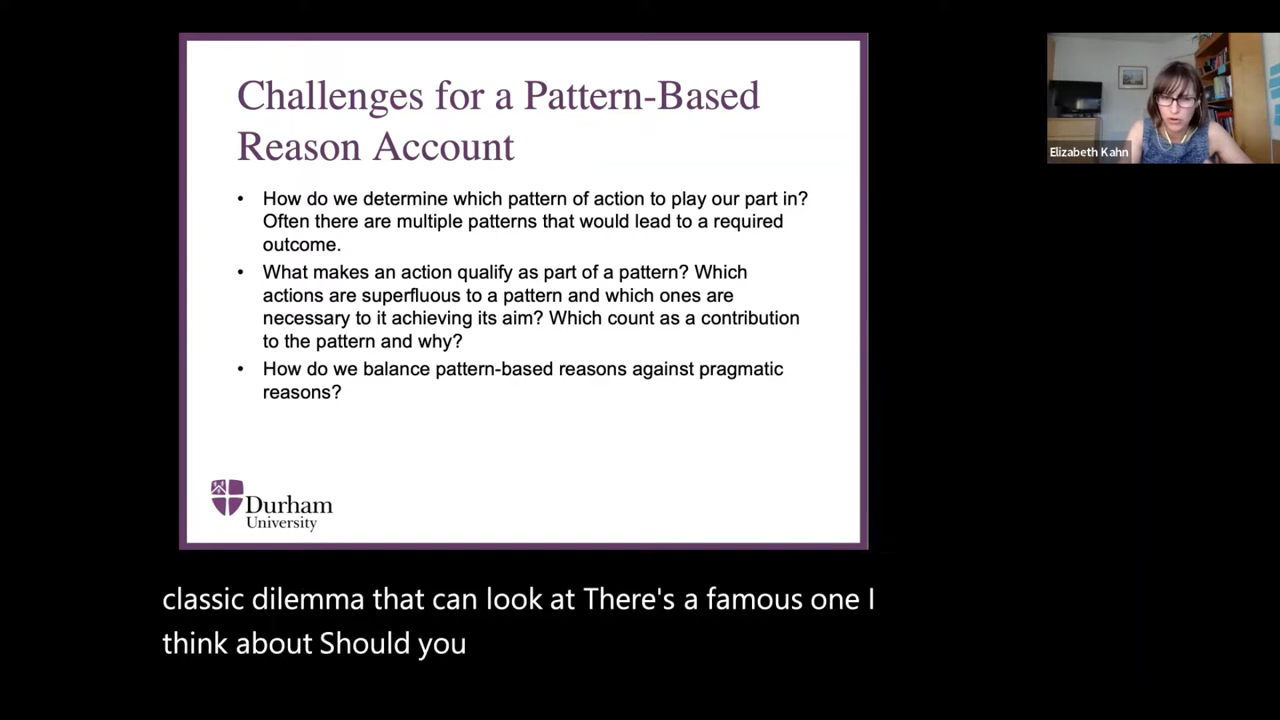 Challenges for a Pattern-Based
Reason Account
• How do we determine which pattern of action to play our part in?
Often there are multiple patterns that would lead to a required
outcome.
• What makes an action qualify as part of a pattern? Which
actions are superfluous to a pattern and which ones are
necessary to it achieving its aim? Which count as a contribution
to the pattern and why?
• How do we balance pattern-based reasons against pragmatic
reasons?
Durham
University
Elizabeth Kahn
classic dilemma that can look at There's a famous one I
think about Should you